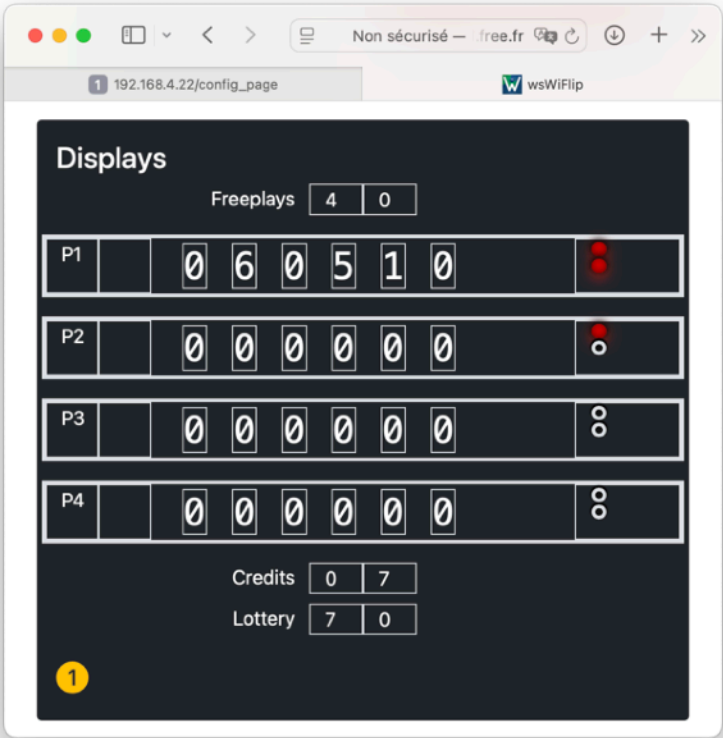 Non sécurisé — .free.fr
1 192.168.4.22/config_page
wsWiFlip
Displays
Freeplays 4 0
P1 0 6 0 5 1 0
P2 0 0 0 0 0 0
P3 0 0 0 0 0 0
P4 0 0 0 0 0 0
Credits 0 7
Lottery 7 0
1